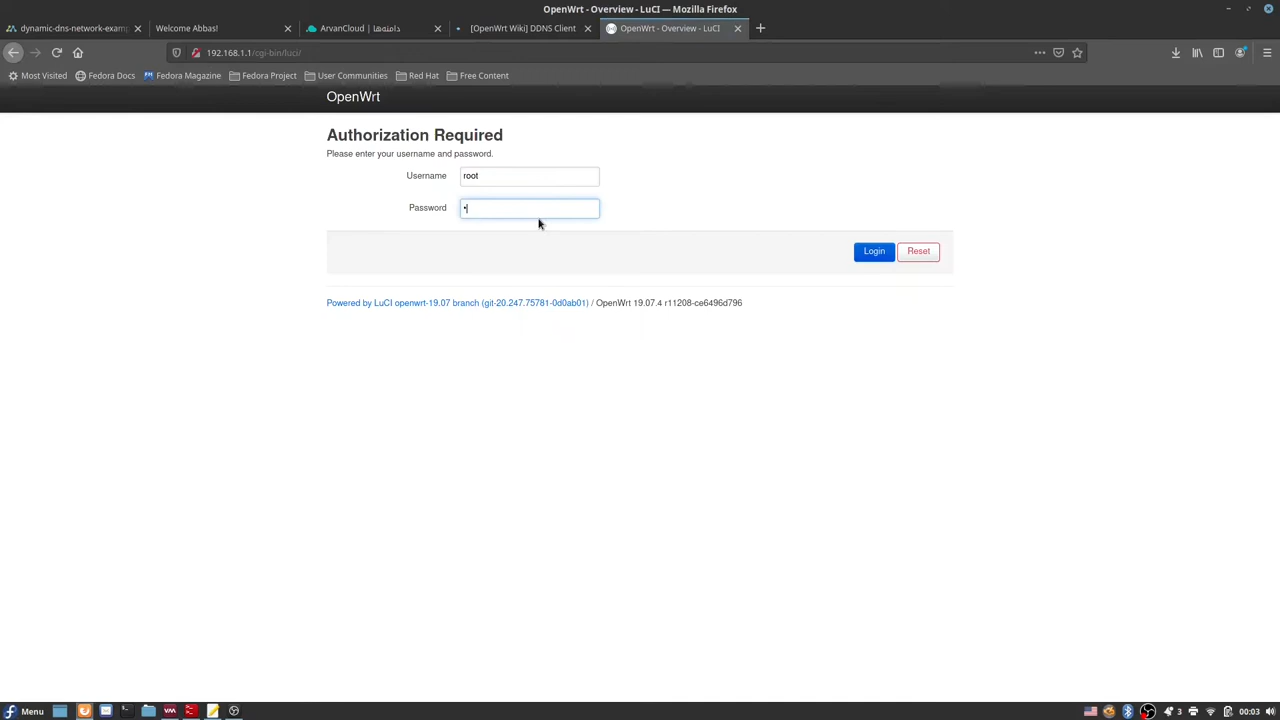 OpenWrt - Overview - LuCI — Mozilla Firefox
dynamic-dns-network-examp
Welcome Abbas!
ArvanCloud | دامنه‌ها
[OpenWrt Wiki] DDNS Client
OpenWrt - Overview - LuCI
192.168.1.1/cgi-bin/luci/
Most Visited
Fedora Docs
Fedora Magazine
Fedora Project
User Communities
Red Hat
Free Content
OpenWrt
Authorization Required
Please enter your username and password.
Username
root
Password
Login
Reset
Powered by LuCI openwrt-19.07 branch (git-20.247.75781-0d0ab01) / OpenWrt 19.07.4 r11208-ce6496d796
Menu
3
00:03